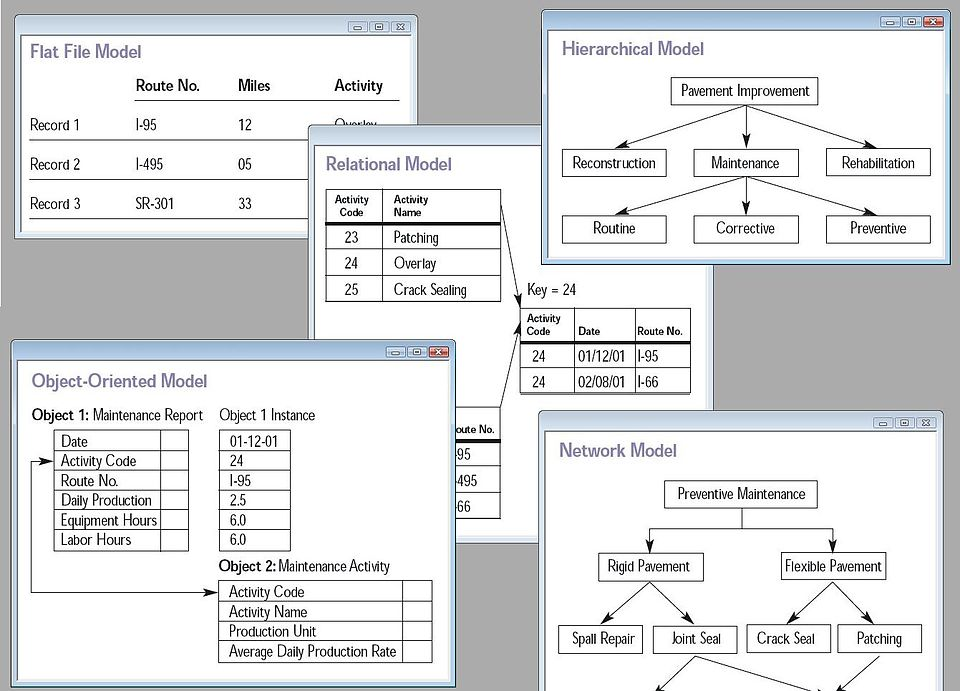 Flat File Model
Route No. Miles Activity
Record 1 I-95 12 Overlay
Record 2 I-495 05
Record 3 SR-301 33
Hierarchical Model
Pavement Improvement
Reconstruction Maintenance Rehabilitation
Routine Corrective Preventive
Relational Model
Activity Code Activity Name
23 Patching
24 Overlay
25 Crack Sealing
Key = 24
Activity Code Date Route No.
24 01/12/01 I-95
24 02/08/01 I-66
oute No.
-95
-495
-66
Object-Oriented Model
Object 1: Maintenance Report Object 1 Instance
Date 01-12-01
Activity Code 24
Route No. I-95
Daily Production 2.5
Equipment Hours 6.0
Labor Hours 6.0
Object 2: Maintenance Activity
Activity Code
Activity Name
Production Unit
Average Daily Production Rate
Network Model
Preventive Maintenance
Rigid Pavement Flexible Pavement
Spall Repair Joint Seal Crack Seal Patching